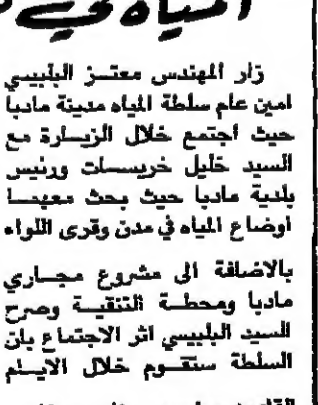 المياه في
زار المهندس معتز البلبيسي
امين عام سلطة المياه مدينة مادبا
حيث اجتمع خلال الزيارة مع
السيد خليل خريسات ورئيس
بلدية مادبا حيث بحث معهما
اوضاع المياه في مدن وقرى اللواء
بالاضافة الى مشروع مجاري
مادبا ومحطة التنقية وصرح
السيد البلبيسي اثر الاجتماع بان
السلطة ستقوم خلال الايام